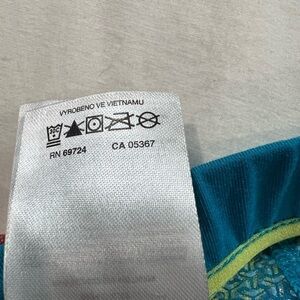 VYROBENO VE VIETNAMU
RN 69724 CA 05367